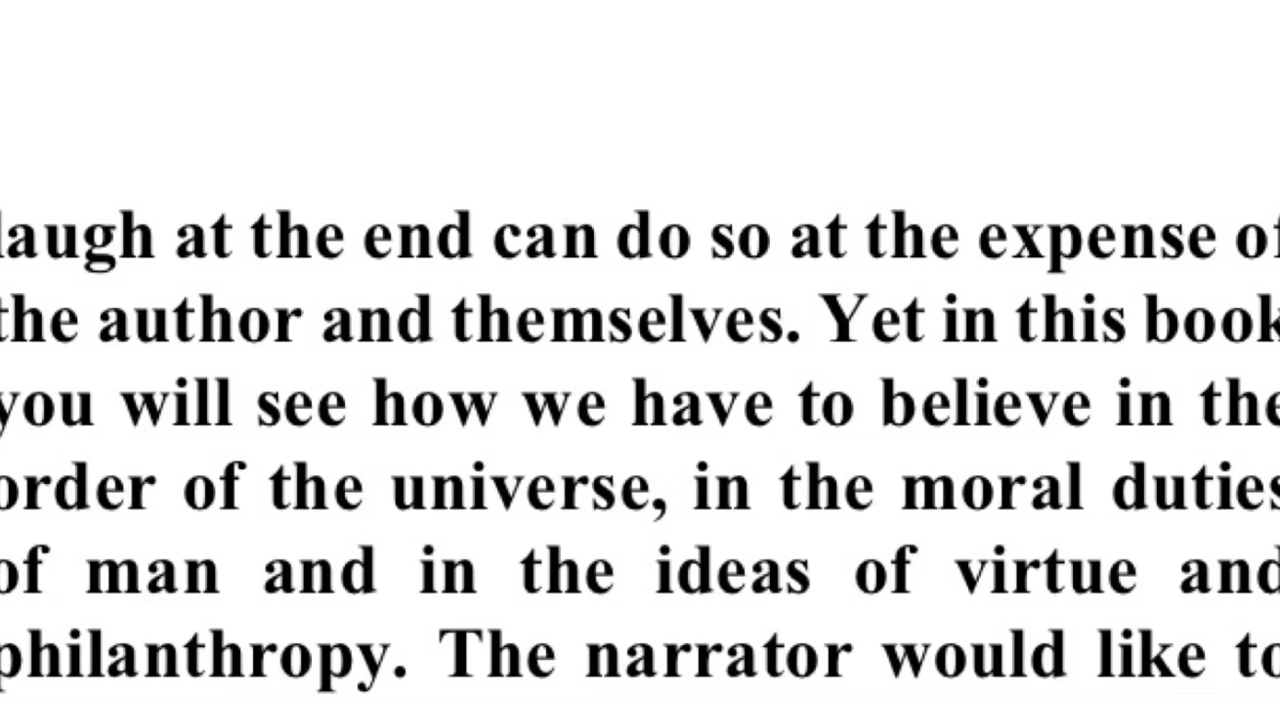 laugh at the end can do so at the expense of
the author and themselves. Yet in this book
you will see how we have to believe in the
order of the universe, in the moral duties
of man and in the ideas of virtue and
philanthropy. The narrator would like to